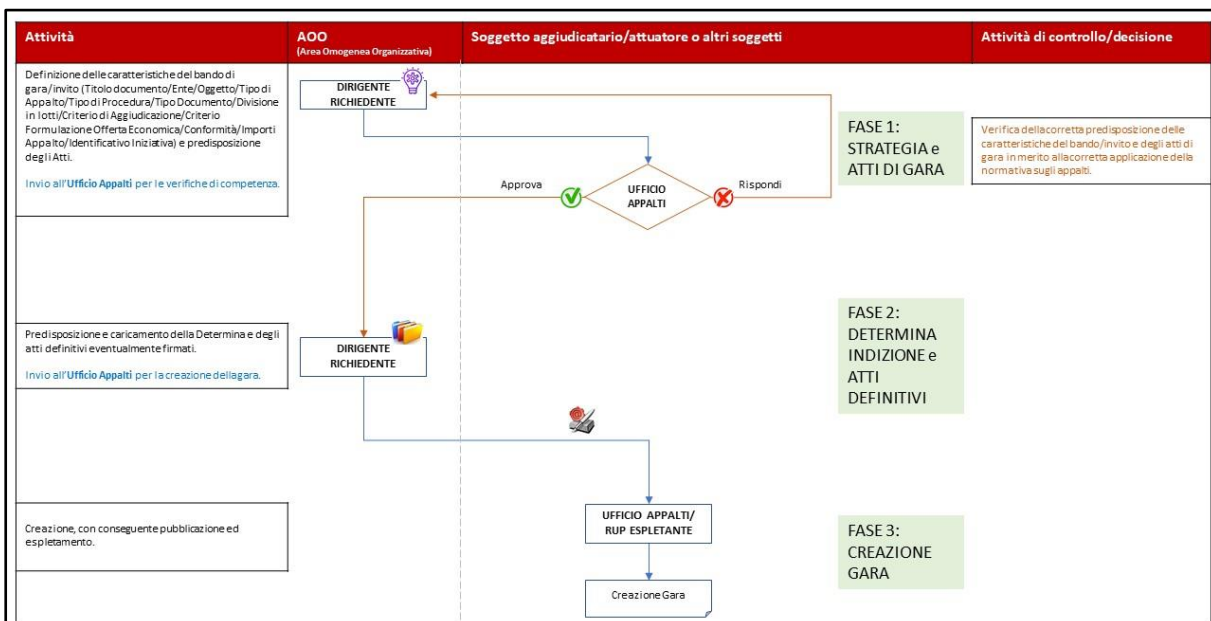 Attività
AOO
(Area Omogenea Organizzativa)
Soggetto aggiudicatario/attuatore o altri soggetti
Attività di controllo/decisione
Definizione delle caratteristiche del bando di
gara/invito (Titolo documento/Ente/Oggetto/Tipo di
Appalto/Tipo di Procedura/Tipo Documento/Divisione
in lotti/Criterio di Aggiudicazione/Criterio
Formulazione Offerta Economica/Conformità/Importi
Appalto/Identificativo Iniziativa) e predisposizione
degli Atti.
Invio all'Ufficio Appalti per le verifiche di competenza.
DIRIGENTE
RICHIEDENTE
Approva
UFFICIO
APPALTI
Rispondi
FASE 1:
STRATEGIA e
ATTI DI GARA
Verifica dellacorretta predisposizione delle
caratteristiche del bando/invito e degli atti di
gara in merito allacorretta applicazione della
normativa sugli appalti.
Predisposizione e caricamento della Determina e degli
atti definitivi eventualmente firmati.
Invio all'Ufficio Appalti per la creazione dellagara.
DIRIGENTE
RICHIEDENTE
FASE 2:
DETERMINA
INDIZIONE e
ATTI
DEFINITIVI
Creazione, con conseguente pubblicazione ed
espletamento.
UFFICIO APPALTI/
RUP ESPLETANTE
Creazione Gara
FASE 3:
CREAZIONE
GARA